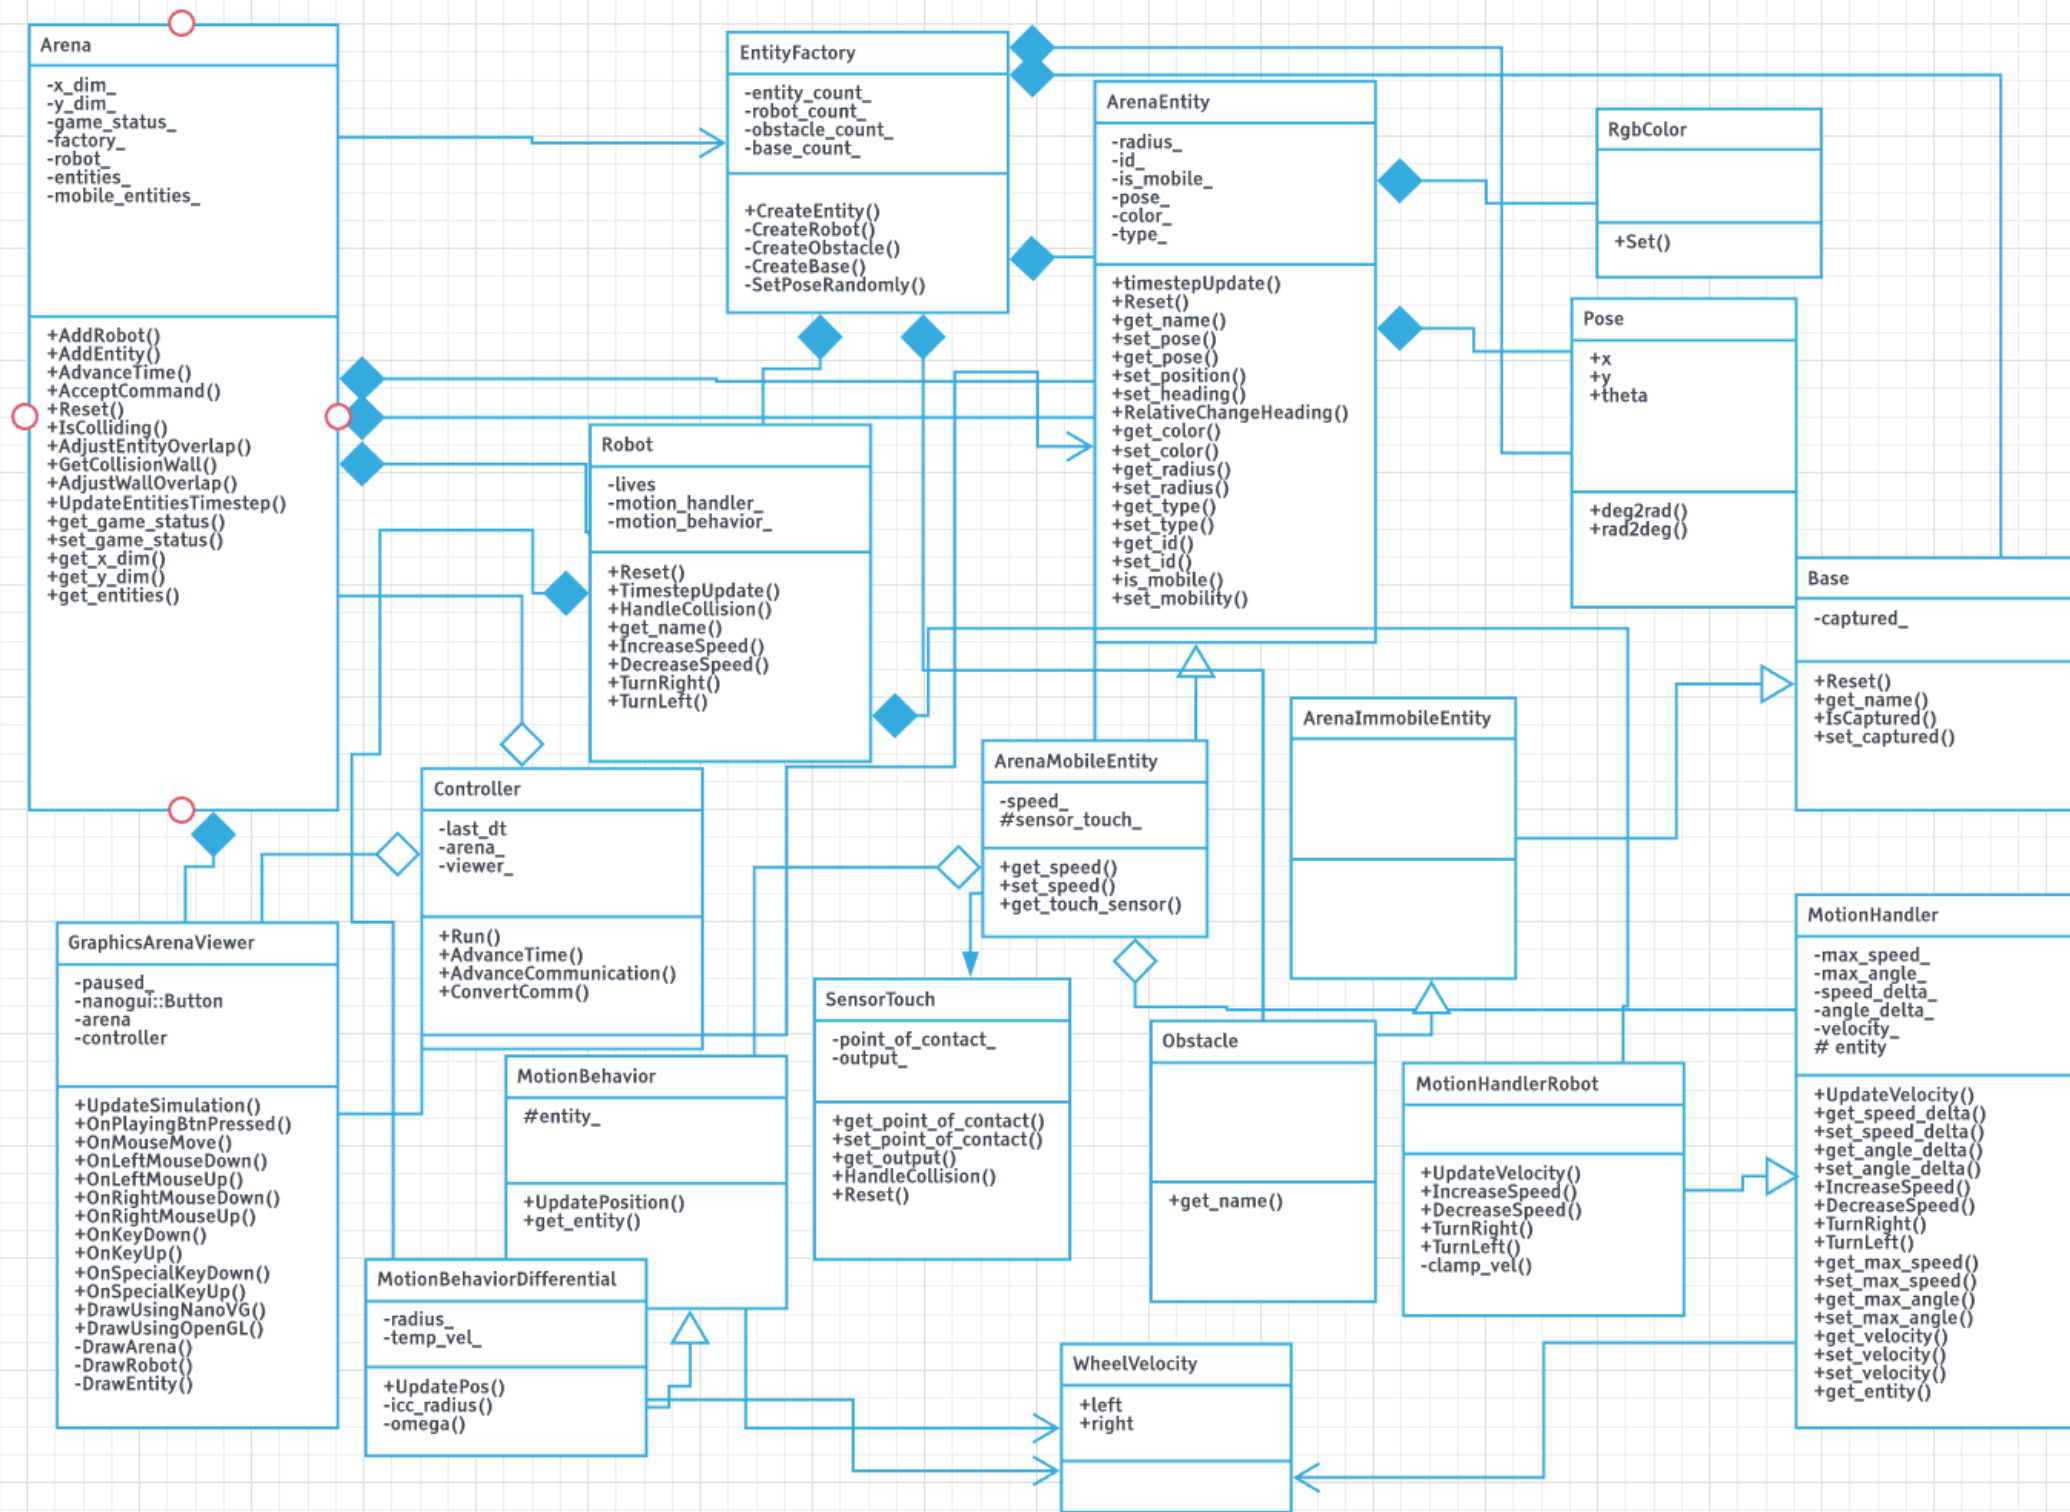 Arena
-x_dim_
-y_dim_
-game_status_
-factory_
-robot_
-entities_
-mobile_entities_
+AddRobot()
+AddEntity()
+AdvanceTime()
+AcceptCommand()
+Reset()
+IsColliding()
+AdjustEntityOverlap()
+GetCollisionWall()
+AdjustWallOverlap()
+UpdateEntitiesTimestep()
+get_game_status()
+set_game_status()
+get_x_dim()
+get_y_dim()
+get_entities()
EntityFactory
-entity_count_
-robot_count_
-obstacle_count_
-base_count_
+CreateEntity()
-CreateRobot()
-CreateObstacle()
-CreateBase()
-SetPoseRandomly()
ArenaEntity
-radius_
-id_
-is_mobile_
-pose_
-color_
-type_
+timestepUpdate()
+Reset()
+get_name()
+set_pose()
+get_pose()
+set_position()
+set_heading()
+RelativeChangeHeading()
+get_color()
+set_color()
+get_radius()
+set_radius()
+get_type()
+set_type()
+get_id()
+set_id()
+is_mobile()
+set_mobility()
RgbColor
+Set()
Pose
+x
+y
+theta
+deg2rad()
+rad2deg()
Robot
-lives
-motion_handler_
-motion_behavior_
+Reset()
+TimestepUpdate()
+HandleCollision()
+get_name()
+IncreaseSpeed()
+DecreaseSpeed()
+TurnRight()
+TurnLeft()
Base
-captured_
+Reset()
+get_name()
+IsCaptured()
+set_captured()
ArenaImmobileEntity
ArenaMobileEntity
-speed_
#sensor_touch_
+get_speed()
+set_speed()
+get_touch_sensor()
Controller
-last_dt
-arena_
-viewer_
+Run()
+AdvanceTime()
+AdvanceCommunication()
+ConvertComm()
GraphicsArenaViewer
-paused_
-nanogui::Button
-arena
-controller
+UpdateSimulation()
+OnPlayingBtnPressed()
+OnMouseMove()
+OnLeftMouseDown()
+OnLeftMouseUp()
+OnRightMouseDown()
+OnRightMouseUp()
+OnKeyDown()
+OnKeyUp()
+OnSpecialKeyDown()
+OnSpecialKeyUp()
+DrawUsingNanoVG()
+DrawUsingOpenGL()
-DrawArena()
-DrawRobot()
-DrawEntity()
MotionBehavior
#entity_
+UpdatePosition()
+get_entity()
SensorTouch
-point_of_contact_
-output_
+get_point_of_contact()
+set_point_of_contact()
+get_output()
+HandleCollision()
+Reset()
Obstacle
+get_name()
MotionHandlerRobot
+UpdateVelocity()
+IncreaseSpeed()
+DecreaseSpeed()
+TurnRight()
+TurnLeft()
-clamp_vel()
MotionHandler
-max_speed_
-max_angle_
-speed_delta_
-angle_delta_
-velocity_
# entity
+UpdateVelocity()
+get_speed_delta()
+set_speed_delta()
+get_angle_delta()
+set_angle_delta()
+IncreaseSpeed()
+DecreaseSpeed()
+TurnRight()
+TurnLeft()
+get_max_speed()
+set_max_speed()
+get_max_angle()
+set_max_angle()
+get_velocity()
+set_velocity()
+set_velocity()
+get_entity()
MotionBehaviorDifferential
-radius_
-temp_vel_
+UpdatePos()
-icc_radius()
-omega()
WheelVelocity
+left
+right